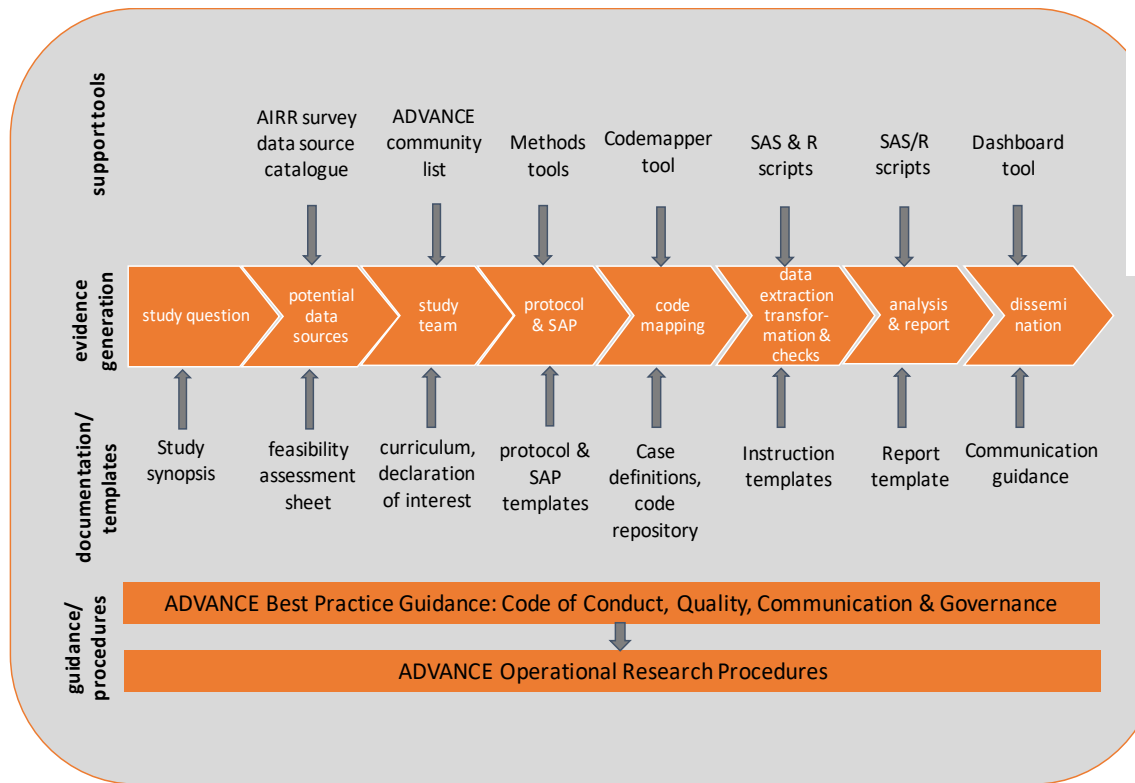 support tools
AIRR survey
data source
catalogue
ADVANCE
community
list
Methods
tools
Codemapper
tool
SAS & R
scripts
SAS/R
scripts
Dashboard
tool
evidence
generation
study question
potential
data
sources
study
team
protocol
& SAP
code
mapping
data
extraction
transfor-
mation &
checks
analysis
& report
dissemi
nation
documentation/
templates
Study
synopsis
feasibility
assessment
sheet
curriculum,
declaration
of interest
protocol &
SAP
templates
Case
definitions,
code
repository
Instruction
templates
Report
template
Communication
guidance
guidance/
procedures
ADVANCE Best Practice Guidance: Code of Conduct, Quality, Communication & Governance
ADVANCE Operational Research Procedures